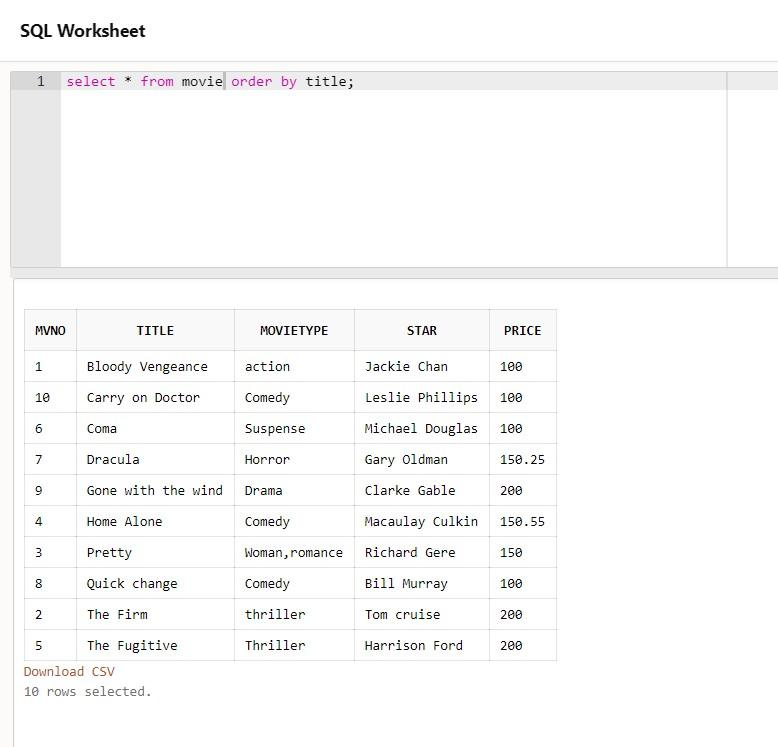 SQL Worksheet
1 select * from movie order by title;
MVNO TITLE MOVIETYPE STAR PRICE
1 Bloody Vengeance action Jackie Chan 100
10 Carry on Doctor Comedy Leslie Phillips 100
6 Coma Suspense Michael Douglas 100
7 Dracula Horror Gary Oldman 150.25
9 Gone with the wind Drama Clarke Gable 200
4 Home Alone Comedy Macaulay Culkin 150.55
3 Pretty Woman,romance Richard Gere 150
8 Quick change Comedy Bill Murray 100
2 The Firm thriller Tom cruise 200
5 The Fugitive Thriller Harrison Ford 200
Download CSV
10 rows selected.